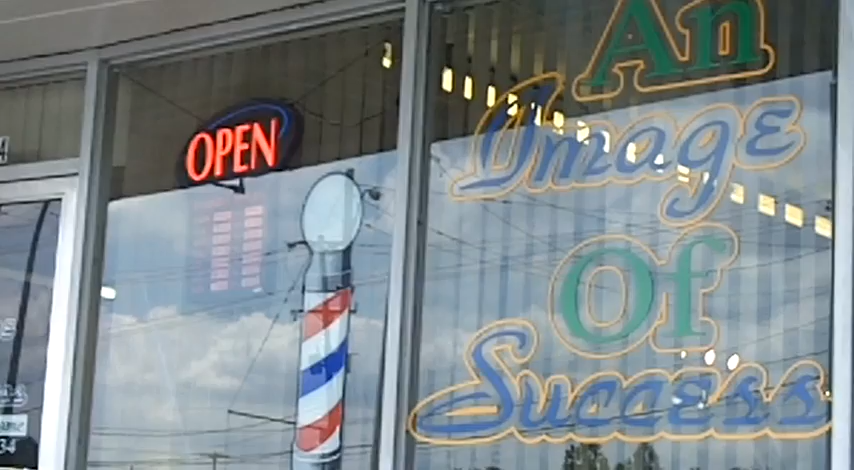 OPEN
An
Image
Of
Success